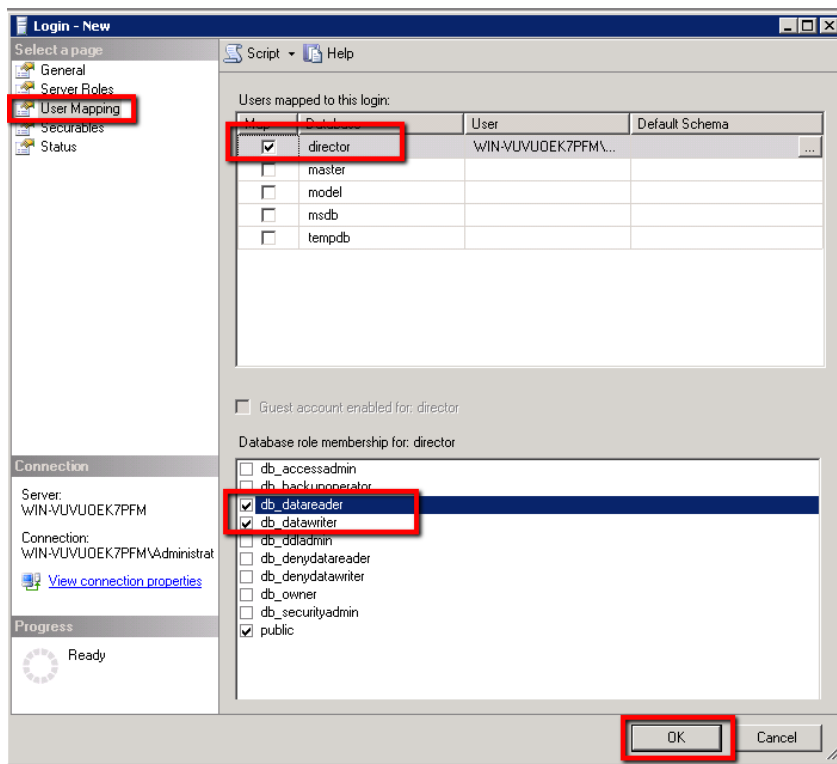 Login - New
Select a page
General
Server Roles
User Mapping
Securables
Status
Script Help
Users mapped to this login:
Map Database User Default Schema
director WIN-VUVUOEK7PFM\... ...
master
model
msdb
tempdb
Guest account enabled for: director
Database role membership for: director
db_accessadmin
db_backupoperator
db_datareader
db_datawriter
db_ddladmin
db_denydatareader
db_denydatawriter
db_owner
db_securityadmin
public
Connection
Server:
WIN-VUVUOEK7PFM
Connection:
WIN-VUVUOEK7PFM\Administrat
View connection properties
Progress
Ready
OK Cancel